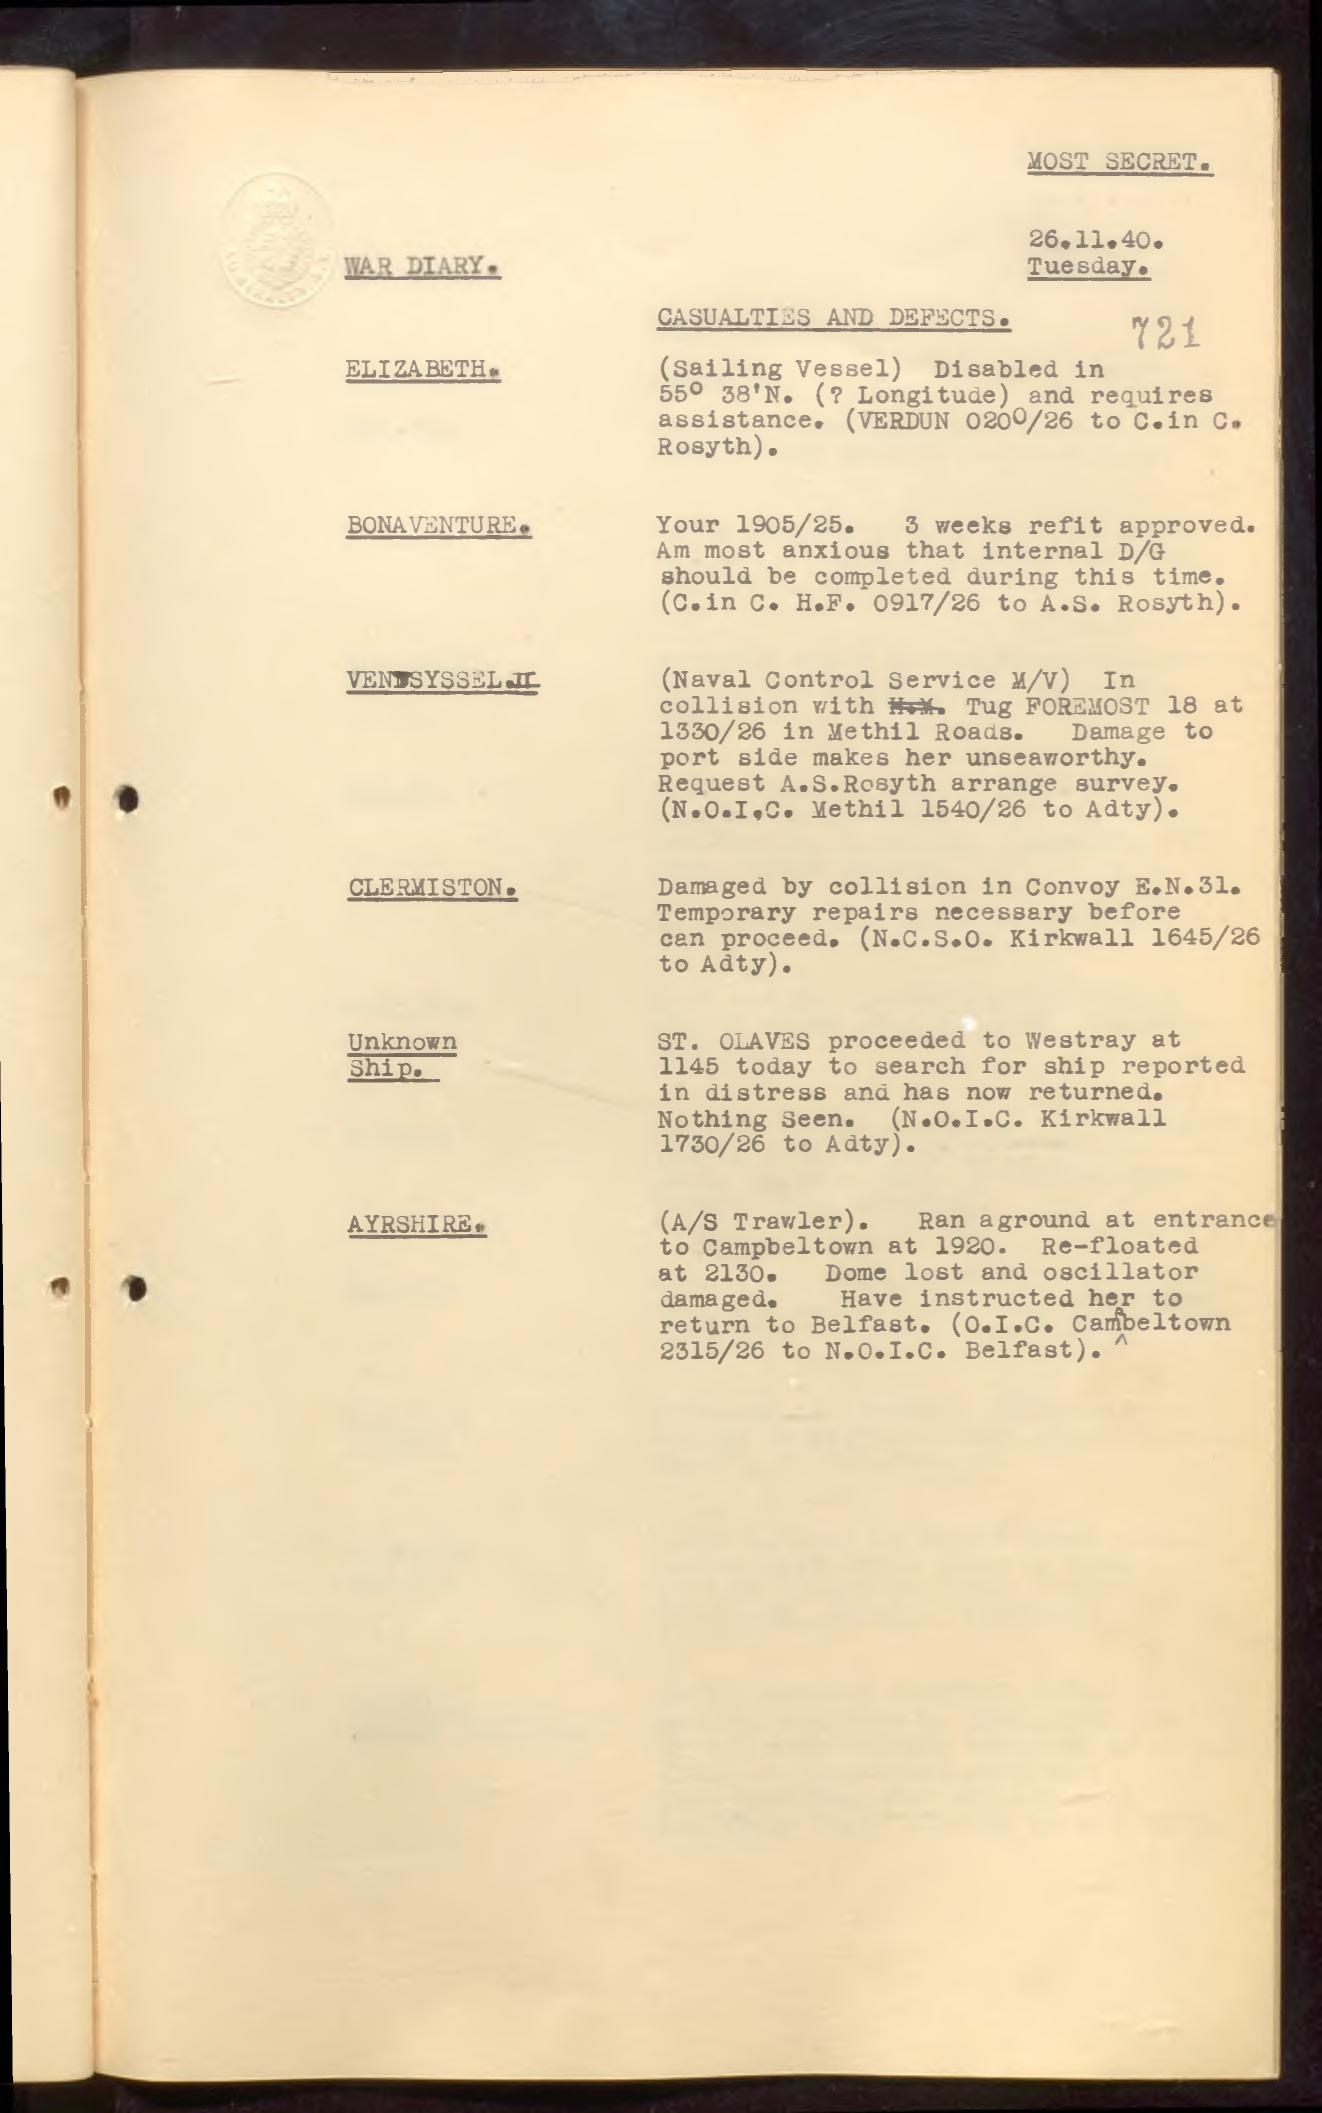 MOST SECRET.
26.11.40.
WAR DIARY. Tuesday.
CASUALTIES AND DEFECTS.
721
ELIZABETH. (Sailing Vessel) Disabled in
55º 38'N. (? Longitude) and requires
assistance. (VERDUN 0200/26 to C.in C.
Rosyth).
BONAVENTURE. Your 1905/25. 3 weeks refit approved.
Am most anxious that internal D/G
should be completed during this time.
(C.in C. H.F. 0917/26 to A.S. Rosyth).
VENDSYSSEL. (Naval Control Service M/V) In
collision with H.M. Tug FOREMOST 18 at
1330/26 in Methil Roads. Damage to
port side makes her unseaworthy.
Request A.S.Rosyth arrange survey.
(N.O.I.C. Methil 1540/26 to Adty).
CLERMISTON. Damaged by collision in Convoy E.N.31.
Temporary repairs necessary before
can proceed. (N.C.S.O. Kirkwall 1645/26
to Adty).
Unknown ST. OLAVES proceeded to Westray at
Ship. 1145 today to search for ship reported
in distress and has now returned.
Nothing Seen. (N.O.I.C. Kirkwall
1730/26 to Adty).
AYRSHIRE. (A/S Trawler). Ran aground at entrance
to Campbeltown at 1920. Re-floated
at 2130. Dome lost and oscillator
damaged. Have instructed her to
return to Belfast. (O.I.C. Campbeltown
2315/26 to N.O.I.C. Belfast).